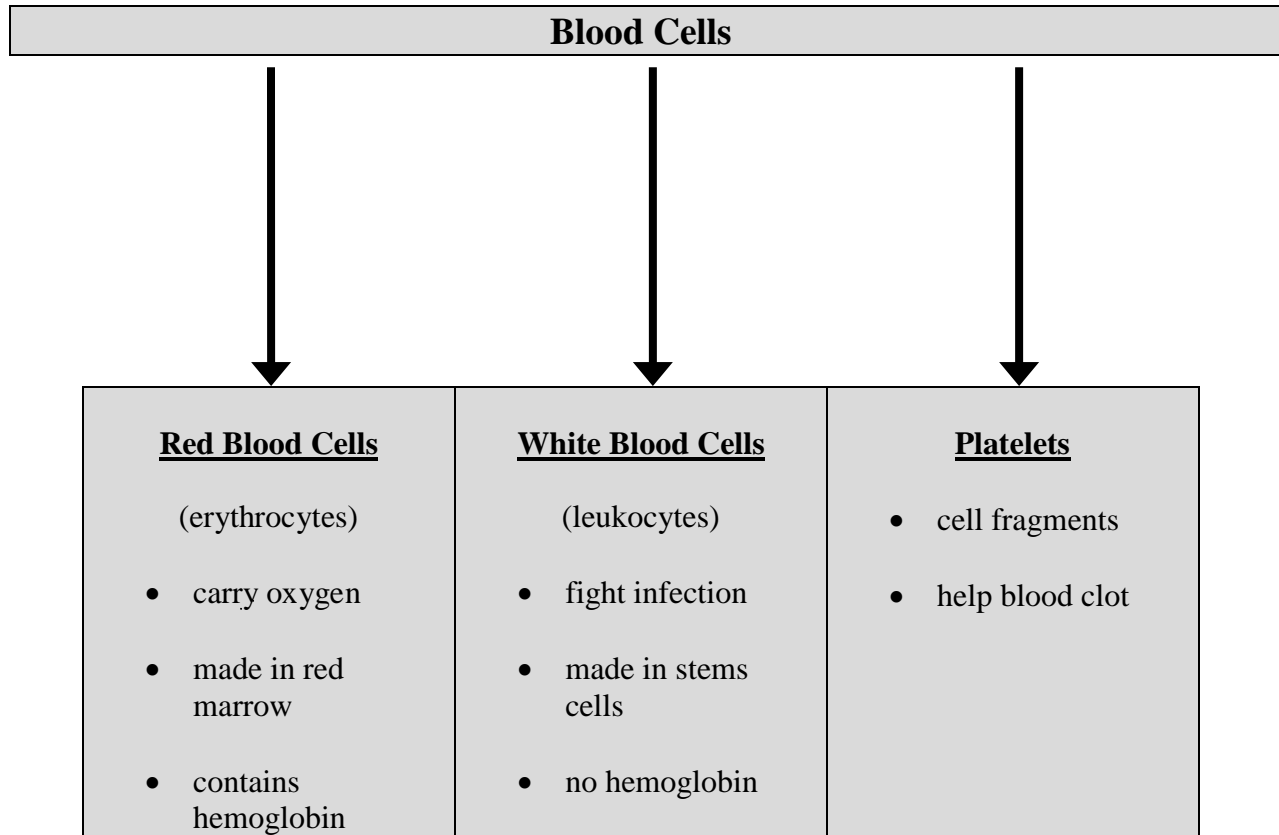 Blood Cells
Red Blood Cells
(erythrocytes)
• carry oxygen
• made in red
marrow
• contains
hemoglobin
White Blood Cells
(leukocytes)
• fight infection
• made in stems
cells
• no hemoglobin
Platelets
• cell fragments
• help blood clot